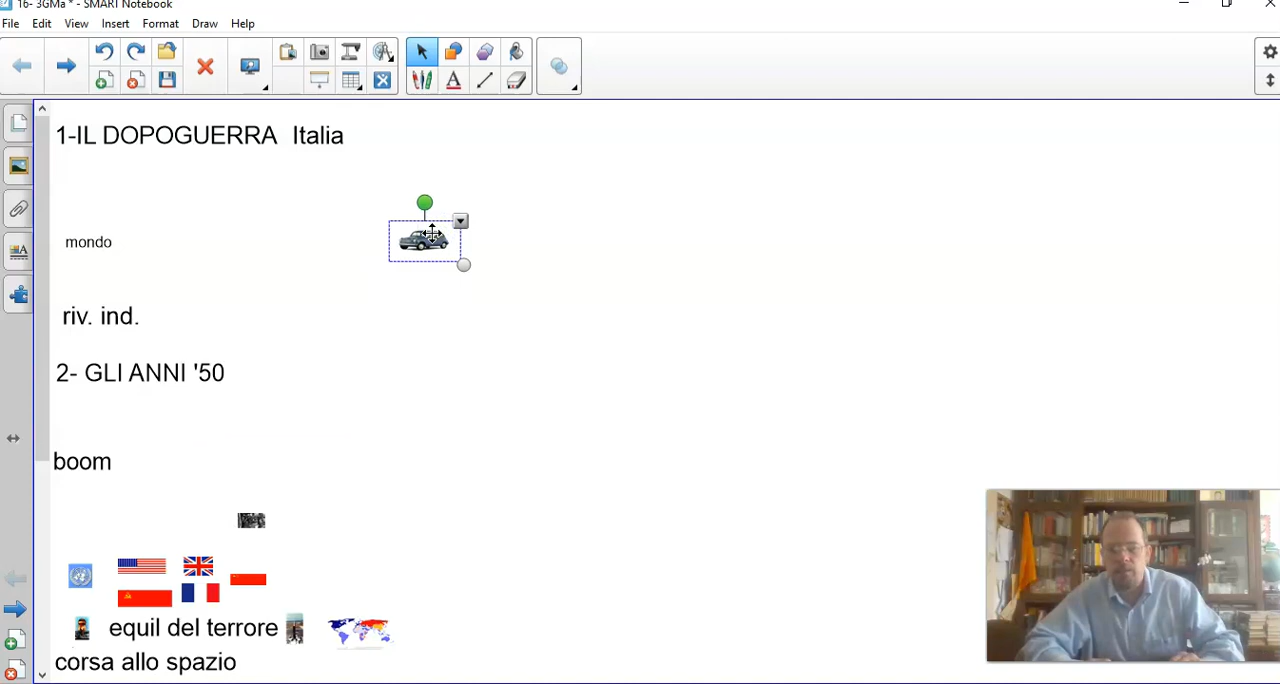 16- 3GMa * - SMART Notebook
File Edit View Insert Format Draw Help
1-IL DOPOGUERRA Italia
mondo
riv. ind.
2- GLI ANNI '50
boom
equil del terrore
corsa allo spazio